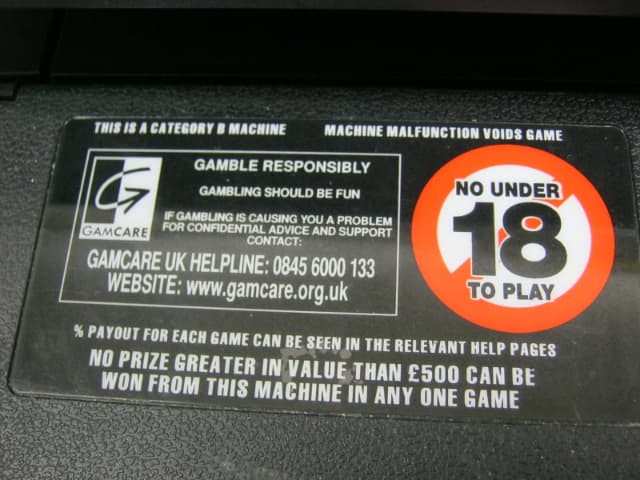 THIS IS A CATEGORY B MACHINE MACHINE MALFUNCTION VOIDS GAME
GAMCARE
GAMBLE RESPONSIBLY
GAMBLING SHOULD BE FUN
IF GAMBLING IS CAUSING YOU A PROBLEM
FOR CONFIDENTIAL ADVICE AND SUPPORT
CONTACT:
GAMCARE UK HELPLINE: 0845 6000 133
WEBSITE: www.gamcare.org.uk
NO UNDER
18
TO PLAY
% PAYOUT FOR EACH GAME CAN BE SEEN IN THE RELEVANT HELP PAGES
NO PRIZE GREATER IN VALUE THAN £500 CAN BE
WON FROM THIS MACHINE IN ANY ONE GAME